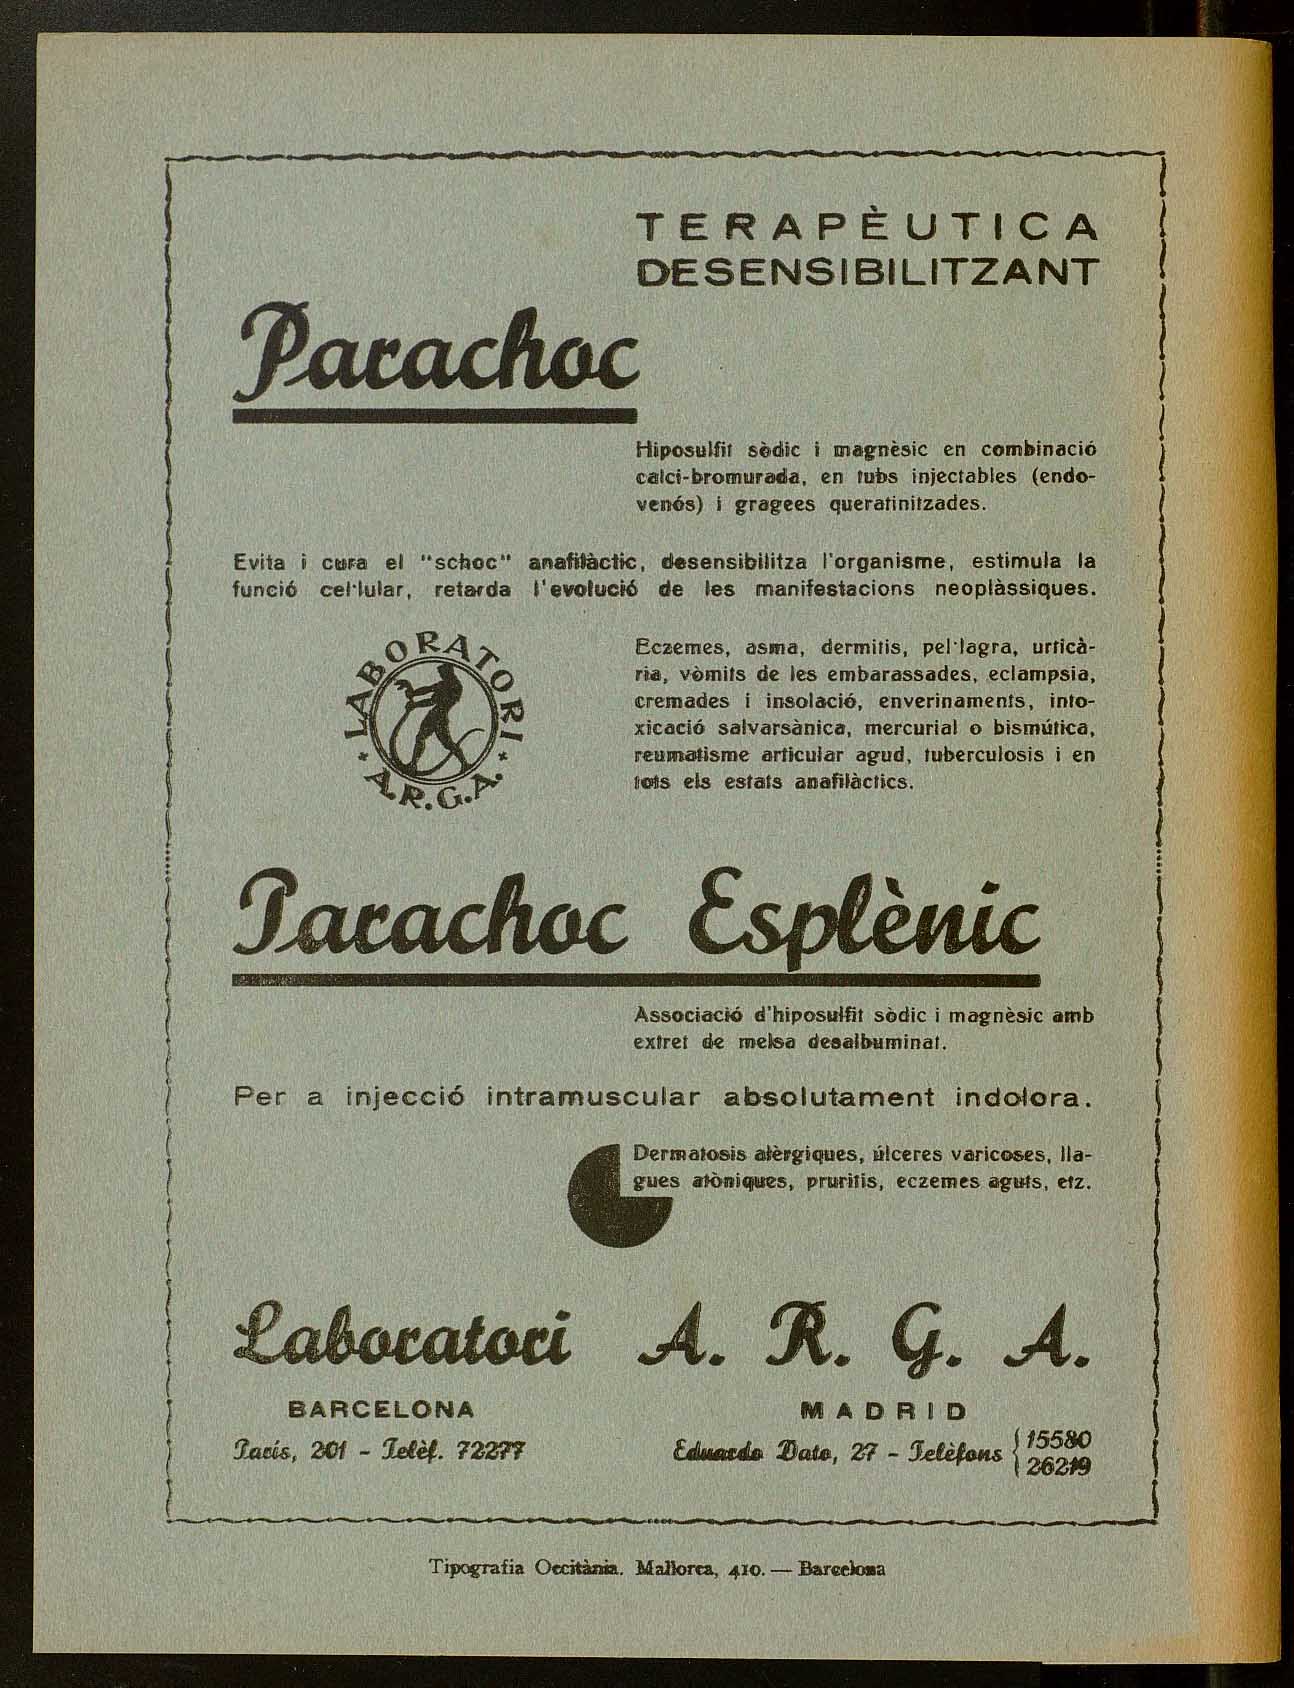 TERAPÈUTICA
DESENSIBILITZANT
Parachoc
Hiposulfit sòdic i magnèsic en combinació
calci-bromurada, en tubs injectables (endo-
venós) i gragees queratinitzades.
Evita i cura el "schoc" anafilàctic, desensibilitza l'organisme, estimula la
funció cel·lular, retarda l'evolució de les manifestacions neoplàssiques.
LABORATORI
A.R.G.A.
Eczemes, asma, dermitis, pel·lagra, urticà-
ria, vòmits de les embarassades, eclampsia,
cremades i insolació, enverinaments, into-
xicació salvarsànica, mercurial o bismútica,
reumatisme articular agud, tuberculosis i en
tots els estats anafilàctics.
Parachoc Esplènic
Associació d'hiposulfit sòdic i magnèsic amb
extret de melsa desalbuminat.
Per a injecció intramuscular absolutament indolora.
Dermatosis alèrgiques, úlceres varicoses, lla-
gues atòniques, pruritis, eczemes aguts, etz.
Laboratori A. R. G. A.
BARCELONA
París, 201 - Telèf. 72277
MADRID
Eduardo Dato, 27 - Telèfons { 15580
26219
Tipografia Occitània. Mallorca, 410. — Barcelona